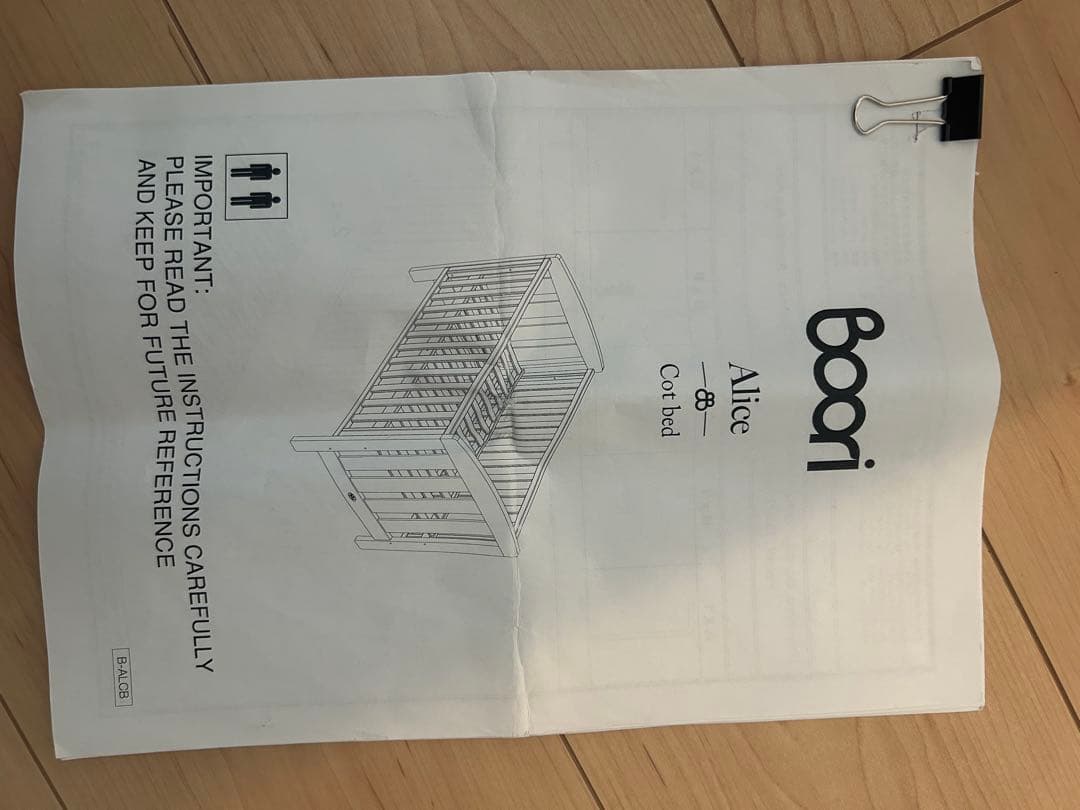 Boori
Alice
Cot bed
IMPORTANT:
PLEASE READ THE INSTRUCTIONS CAREFULLY
AND KEEP FOR FUTURE REFERENCE
B-ALCB